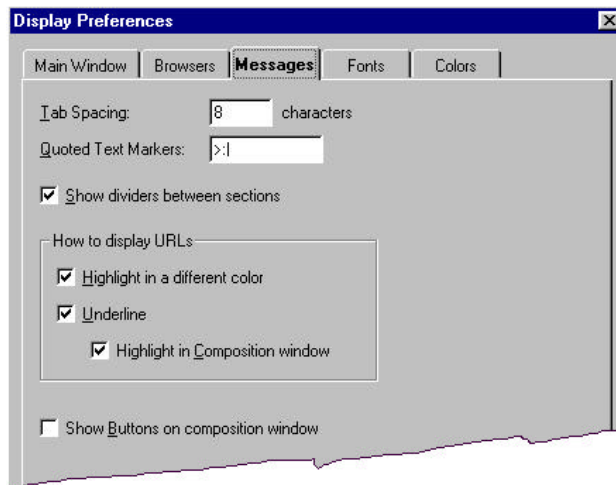 Display Preferences
Main Window Browsers Messages Fonts Colors
Tab Spacing: 8 characters
Quoted Text Markers: >:|
Show dividers between sections
How to display URLs
Highlight in a different color
Underline
Highlight in Composition window
Show Buttons on composition window